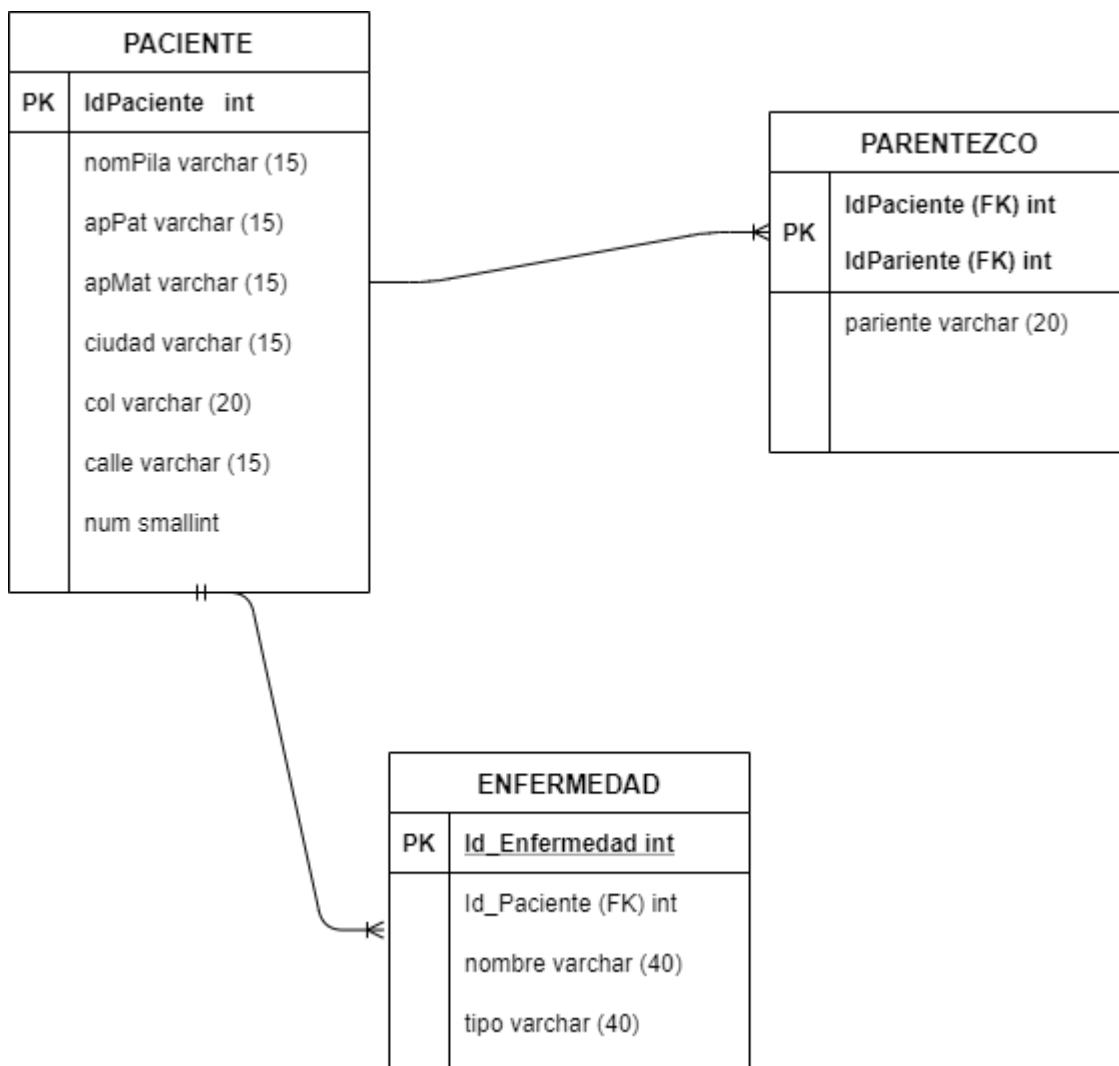 PACIENTE
PK IdPaciente int
nomPila varchar (15)
apPat varchar (15)
apMat varchar (15)
ciudad varchar (15)
col varchar (20)
calle varchar (15)
num smallint
PARENTEZCO
PK
IdPaciente (FK) int
IdPariente (FK) int
pariente varchar (20)
ENFERMEDAD
PK Id_Enfermedad int
Id_Paciente (FK) int
nombre varchar (40)
tipo varchar (40)